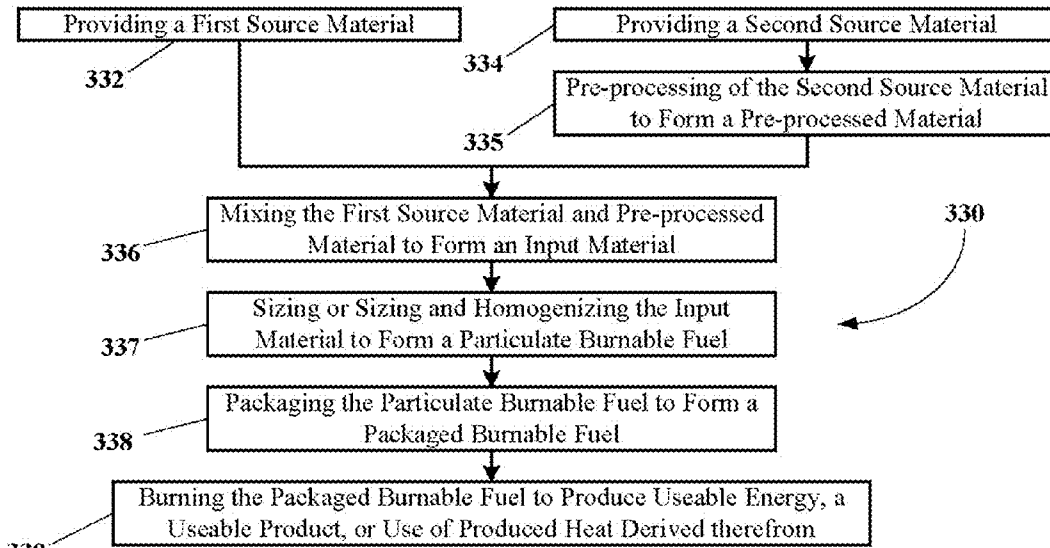 Providing a First Source Material
332
Providing a Second Source Material
334
Pre-processing of the Second Source Material
to Form a Pre-processed Material
335
Mixing the First Source Material and Pre-processed
Material to Form an Input Material
336
330
Sizing or Sizing and Homogenizing the Input
Material to Form a Particulate Burnable Fuel
337
Packaging the Particulate Burnable Fuel to Form a
Packaged Burnable Fuel
338
Burning the Packaged Burnable Fuel to Produce Useable Energy, a
Useable Product, or Use of Produced Heat Derived therefrom